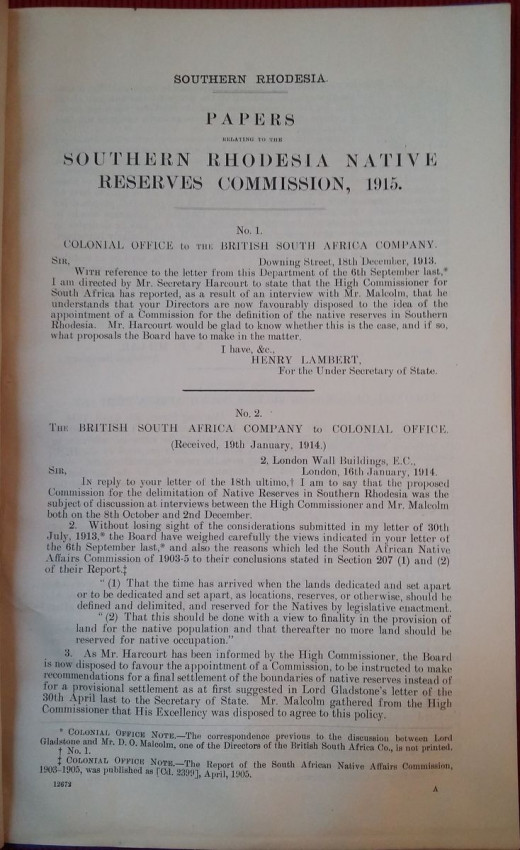 SOUTHERN RHODESIA.
PAPERS
RELATING TO THE
SOUTHERN RHODESIA NATIVE
RESERVES COMMISSION, 1915.
No. 1.
COLONIAL OFFICE to THE BRITISH SOUTH AFRICA COMPANY.
SIR, Downing Street, 18th December, 1913.
WITH reference to the letter from this Department of the 6th September last,*
I am directed by Mr. Secretary Harcourt to state that the High Commissioner for
South Africa has reported, as a result of an interview with Mr. Malcolm, that he
understands that your Directors are now favourably disposed to the idea of the
appointment of a Commission for the definition of the native reserves in Southern
Rhodesia. Mr. Harcourt would be glad to know whether this is the case, and if so,
what proposals the Board have to make in the matter.
I have, &c.,
HENRY LAMBERT,
For the Under Secretary of State.
No. 2.
THE BRITISH SOUTH AFRICA COMPANY to COLONIAL OFFICE.
(Received, 19th January, 1914.)
2, London Wall Buildings, E.C.,
SIR, London, 16th January, 1914.
IN reply to your letter of the 18th ultimo,† I am to say that the proposed
Commission for the delimitation of Native Reserves in Southern Rhodesia was the
subject of discussion at interviews between the High Commissioner and Mr. Malcolm
both on the 8th October and 2nd December.
2. Without losing sight of the considerations submitted in my letter of 30th
July, 1913,* the Board have weighed carefully the views indicated in your letter of
the 6th September last,* and also the reasons which led the South African Native
Affairs Commission of 1903-5 to their conclusions stated in Section 207 (1) and (2)
of their Report.‡
“ (1) That the time has arrived when the lands dedicated and set apart
or to be dedicated and set apart, as locations, reserves, or otherwise, should be
defined and delimited, and reserved for the Natives by legislative enactment.
“ (2) That this should be done with a view to finality in the provision of
land for the native population and that thereafter no more land should be
reserved for native occupation.”
3. As Mr. Harcourt has been informed by the High Commissioner, the Board
is now disposed to favour the appointment of a Commission, to be instructed to make
recommendations for a final settlement of the boundaries of native reserves instead of
for a provisional settlement as at first suggested in Lord Gladstone's letter of the
30th April last to the Secretary of State. Mr. Malcolm gathered from the High
Commissioner that His Excellency was disposed to agree to this policy.
* COLONIAL OFFICE NOTE.—The correspondence previous to the discussion between Lord
Gladstone and Mr. D. O. Malcolm, one of the Directors of the British South Africa Co., is not printed.
† No. 1.
‡ COLONIAL OFFICE NOTE.—The Report of the South African Native Affairs Commission,
1903-1905, was published as [Cd. 2399], April, 1905.
12672 A